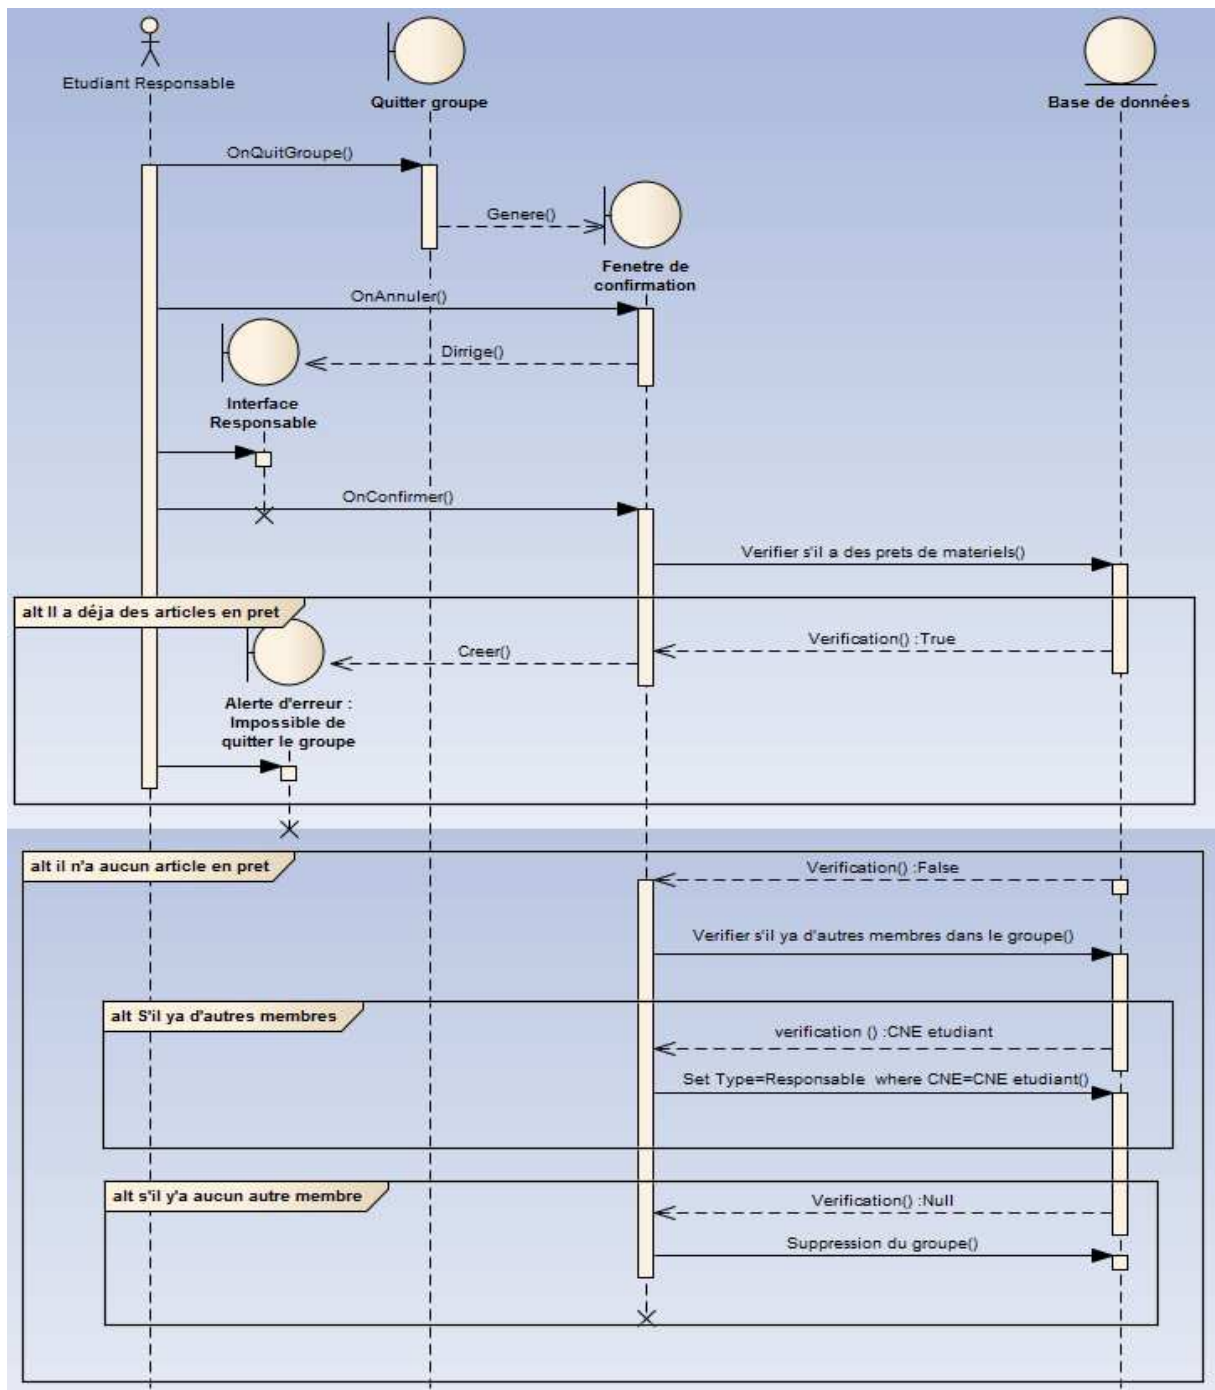 Etudiant Responsable
Quitter groupe
Base de données
OnQuitGroupe()
Genere()
Fenetre de
confirmation
OnAnnuler()
Dirrige()
Interface
Responsable
OnConfirmer()
Verifier s'il a des prets de materiels()
alt Il a déja des articles en pret
Verification() :True
Creer()
Alerte d'erreur :
Impossible de
quitter le groupe
alt il n'a aucun article en pret
Verification() :False
Verifier s'il ya d'autres membres dans le groupe()
alt S'il ya d'autres membres
verification () :CNE etudiant
Set Type=Responsable  where CNE=CNE etudiant()
alt s'il y'a aucun autre membre
Verification() :Null
Suppression du groupe()